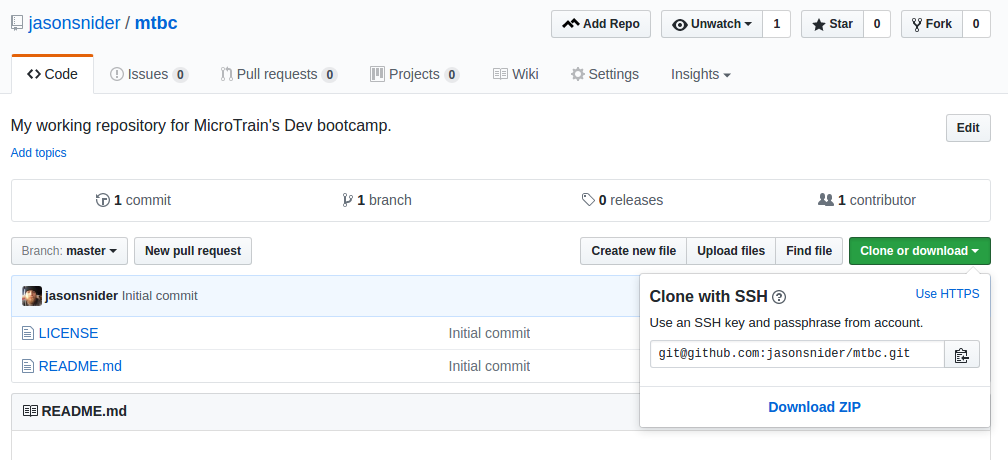 jasonsnider / mtbc
Add Repo Unwatch 1 Star 0 Fork 0
Code Issues 0 Pull requests 0 Projects 0 Wiki Settings Insights
My working repository for MicroTrain's Dev bootcamp.
Edit
Add topics
1 commit 1 branch 0 releases 1 contributor
Branch: master New pull request Create new file Upload files Find file Clone or download
jasonsnider Initial commit
LICENSE Initial commit
README.md Initial commit
README.md
Clone with SSH ? Use HTTPS
Use an SSH key and passphrase from account.
git@github.com:jasonsnider/mtbc.git
Download ZIP